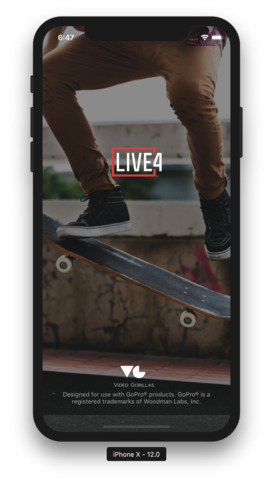 6:47
LIVE4
VIDEO GORILLAS
Designed for use with GoPro® products. GoPro® is a
registered trademarks of Woodman Labs, Inc.
iPhone X - 12.0